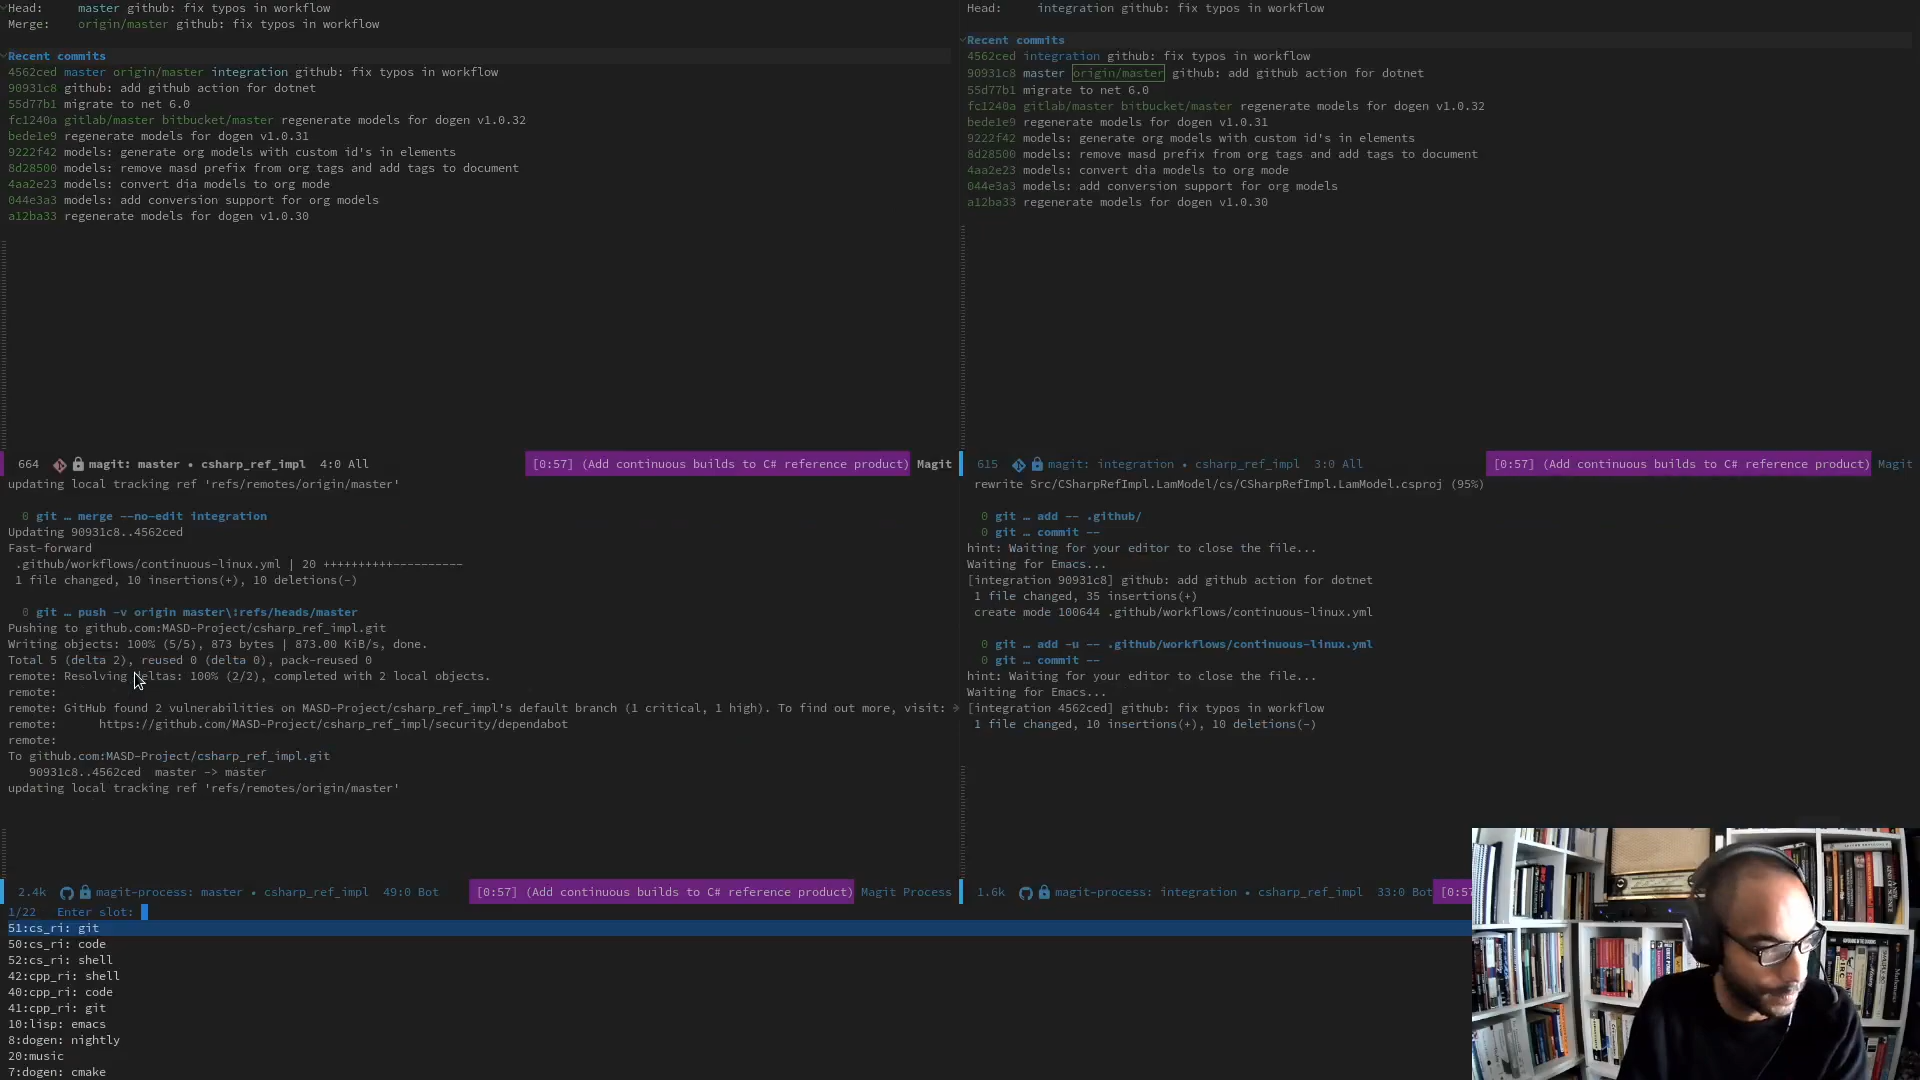 Head:    master github: fix typos in workflow
Merge:   origin/master github: fix typos in workflow
Recent commits
4562ced master origin/master integration github: fix typos in workflow
90931c8 github: add github action for dotnet
55d77b1 migrate to net 6.0
fc1240a gitlab/master bitbucket/master regenerate models for dogen v1.0.32
bede1e9 regenerate models for dogen v1.0.31
9222f42 models: generate org models with custom id's in elements
8d28500 models: remove masd prefix from org tags and add tags to document
4aa2e23 models: convert dia models to org mode
044e3a3 models: add conversion support for org models
a12ba33 regenerate models for dogen v1.0.30
664 magit: master • csharp_ref_impl 4:0 All [0:57] (Add continuous builds to C# reference product) Magit
updating local tracking ref 'refs/remotes/origin/master'
0 git … merge --no-edit integration
Updating 90931c8..4562ced
Fast-forward
.github/workflows/continuous-linux.yml | 20 ++++++++++----------
1 file changed, 10 insertions(+), 10 deletions(-)
0 git … push -v origin master\:refs/heads/master
Pushing to github.com:MASD-Project/csharp_ref_impl.git
Writing objects: 100% (5/5), 873 bytes | 873.00 KiB/s, done.
Total 5 (delta 2), reused 0 (delta 0), pack-reused 0
remote: Resolving deltas: 100% (2/2), completed with 2 local objects.
remote:
remote: GitHub found 2 vulnerabilities on MASD-Project/csharp_ref_impl's default branch (1 critical, 1 high). To find out more, visit:
remote:      https://github.com/MASD-Project/csharp_ref_impl/security/dependabot
remote:
To github.com:MASD-Project/csharp_ref_impl.git
90931c8..4562ced  master -> master
updating local tracking ref 'refs/remotes/origin/master'
2.4k magit-process: master • csharp_ref_impl 49:0 Bot [0:57] (Add continuous builds to C# reference product) Magit Process
Head:    integration github: fix typos in workflow
Recent commits
4562ced integration github: fix typos in workflow
90931c8 master origin/master github: add github action for dotnet
55d77b1 migrate to net 6.0
fc1240a gitlab/master bitbucket/master regenerate models for dogen v1.0.32
bede1e9 regenerate models for dogen v1.0.31
9222f42 models: generate org models with custom id's in elements
8d28500 models: remove masd prefix from org tags and add tags to document
4aa2e23 models: convert dia models to org mode
044e3a3 models: add conversion support for org models
a12ba33 regenerate models for dogen v1.0.30
615 magit: integration • csharp_ref_impl 3:0 All [0:57] (Add continuous builds to C# reference product) Magit
rewrite Src/CSharpRefImpl.LamModel/cs/CSharpRefImpl.LamModel.csproj (95%)
0 git … add -- .github/
0 git … commit --
hint: Waiting for your editor to close the file...
Waiting for Emacs...
[integration 90931c8] github: add github action for dotnet
1 file changed, 35 insertions(+)
create mode 100644 .github/workflows/continuous-linux.yml
0 git … add -u -- .github/workflows/continuous-linux.yml
0 git … commit --
hint: Waiting for your editor to close the file...
Waiting for Emacs...
[integration 4562ced] github: fix typos in workflow
1 file changed, 10 insertions(+), 10 deletions(-)
1.6k magit-process: integration • csharp_ref_impl 33:0 Bot [0:57
1/22 Enter slot:
51:cs_ri: git
50:cs_ri: code
52:cs_ri: shell
42:cpp_ri: shell
40:cpp_ri: code
41:cpp_ri: git
10:lisp: emacs
8:dogen: nightly
20:music
7:dogen: cmake